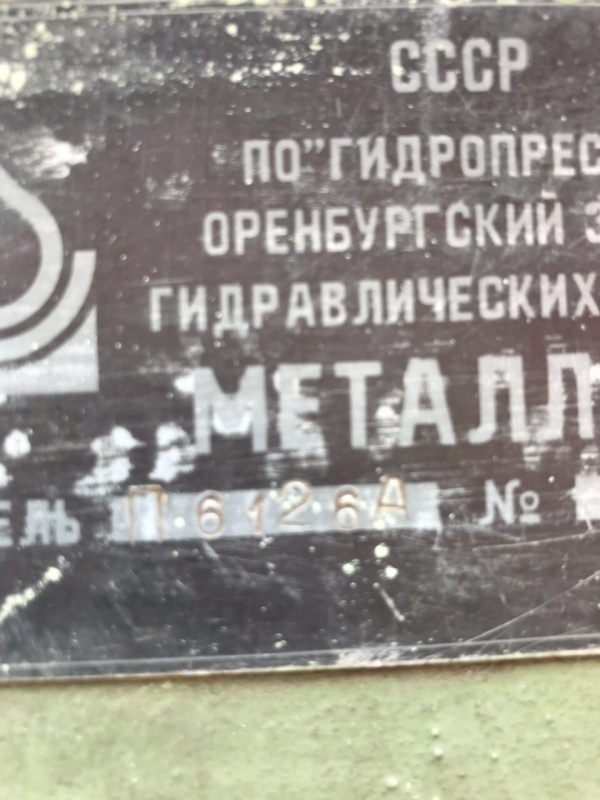 СССР
ПО"ГИДРОПРЕС
ОРЕНБУРГСКИЙ З
ГИДРАВЛИЧЕСКИХ
МЕТАЛЛ
ЕЛЬ П6126А №